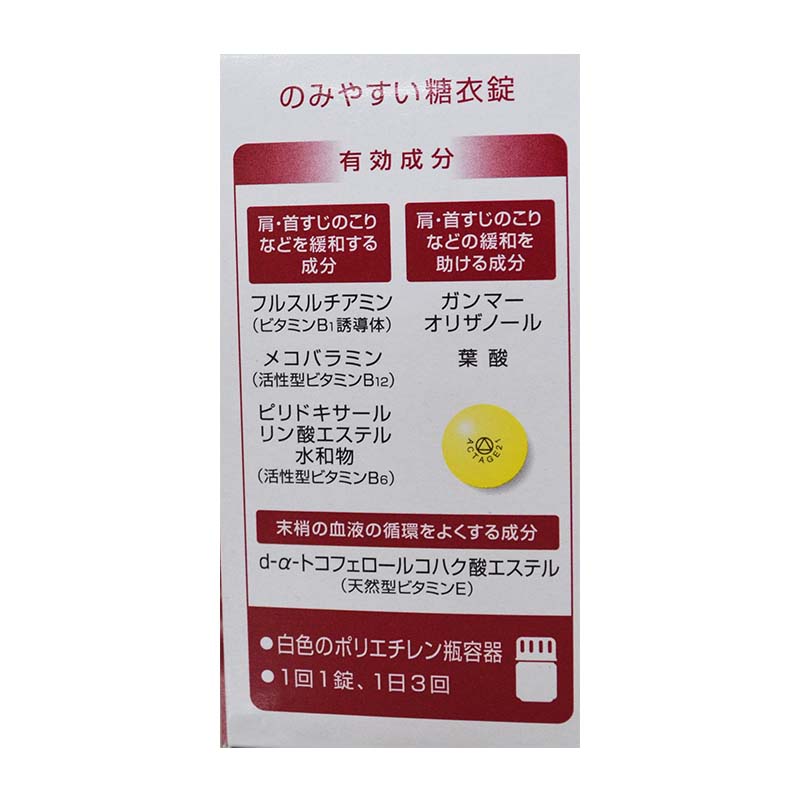 のみやすい糖衣錠
有効成分
肩・首すじのこり
などを緩和する
成分
フルスルチアミン
(ビタミンB1誘導体)
メコバラミン
(活性型ビタミンB12)
ピリドキサール
リン酸エステル
水和物
(活性型ビタミンB6)
肩・首すじのこり
などの緩和を
助ける成分
ガンマー
オリザノール
葉酸
ACTAGE21
末梢の血液の循環をよくする成分
d-α-トコフェロールコハク酸エステル
(天然型ビタミンE)
●白色のポリエチレン瓶容器
●1回1錠、1日3回